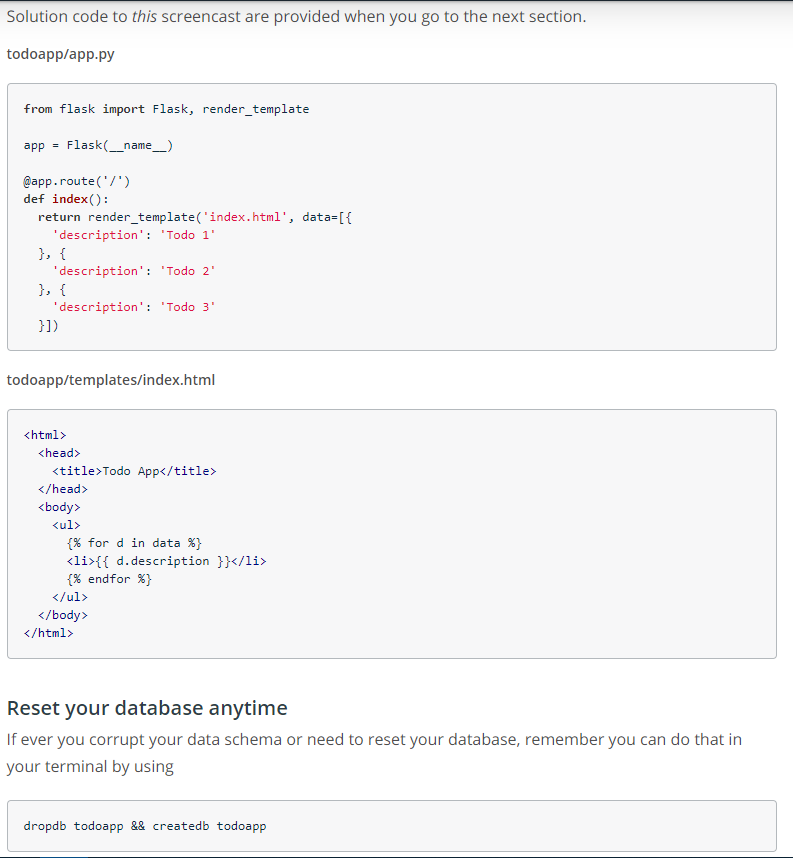 Solution code to this screencast are provided when you go to the next section.
todoapp/app.py
from flask import Flask, render_template
app = Flask(__name__)
@app.route('/')
def index():
  return render_template('index.html', data=[{
    'description': 'Todo 1'
  }, {
    'description': 'Todo 2'
  }, {
    'description': 'Todo 3'
  }])
todoapp/templates/index.html
<html>
  <head>
    <title>Todo App</title>
  </head>
  <body>
    <ul>
      {% for d in data %}
      <li>{{ d.description }}</li>
      {% endfor %}
    </ul>
  </body>
</html>
Reset your database anytime
If ever you corrupt your data schema or need to reset your database, remember you can do that in
your terminal by using
dropdb todoapp && createdb todoapp